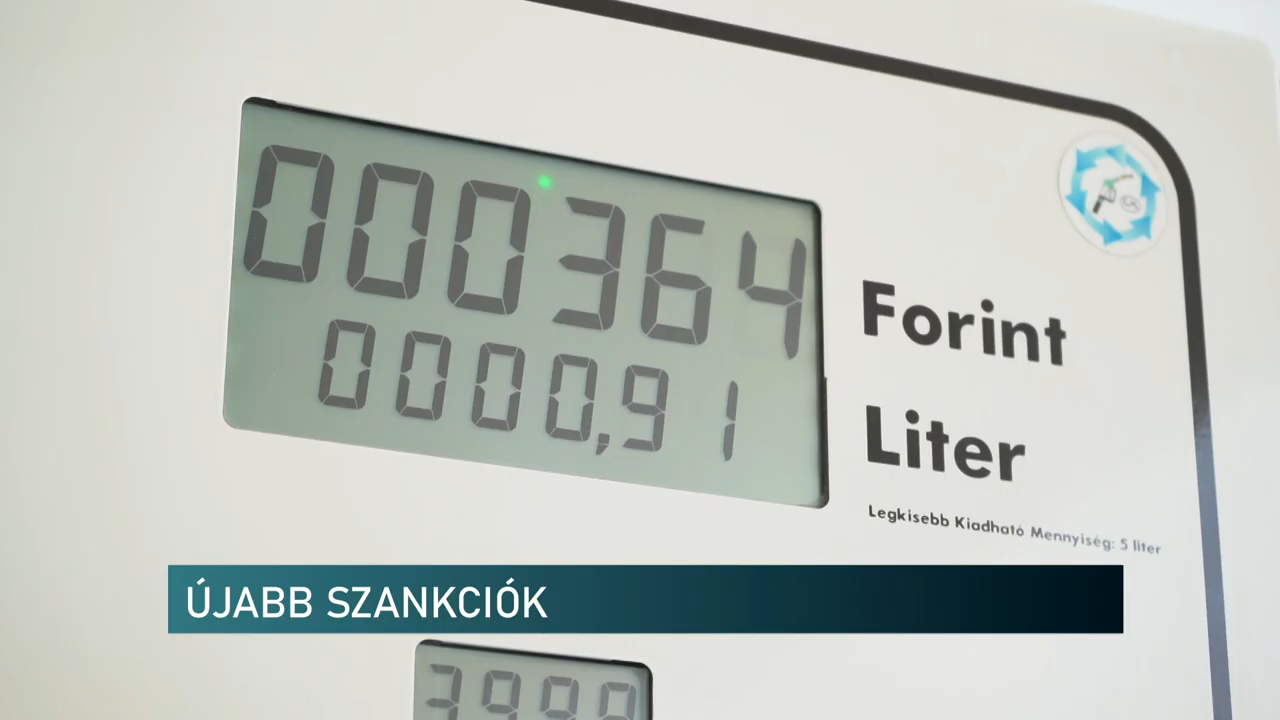 000364
Forint
0000,91
Liter
Legkisebb Kiadható Mennyiség: 5 liter
ÚJABB SZANKCIÓK